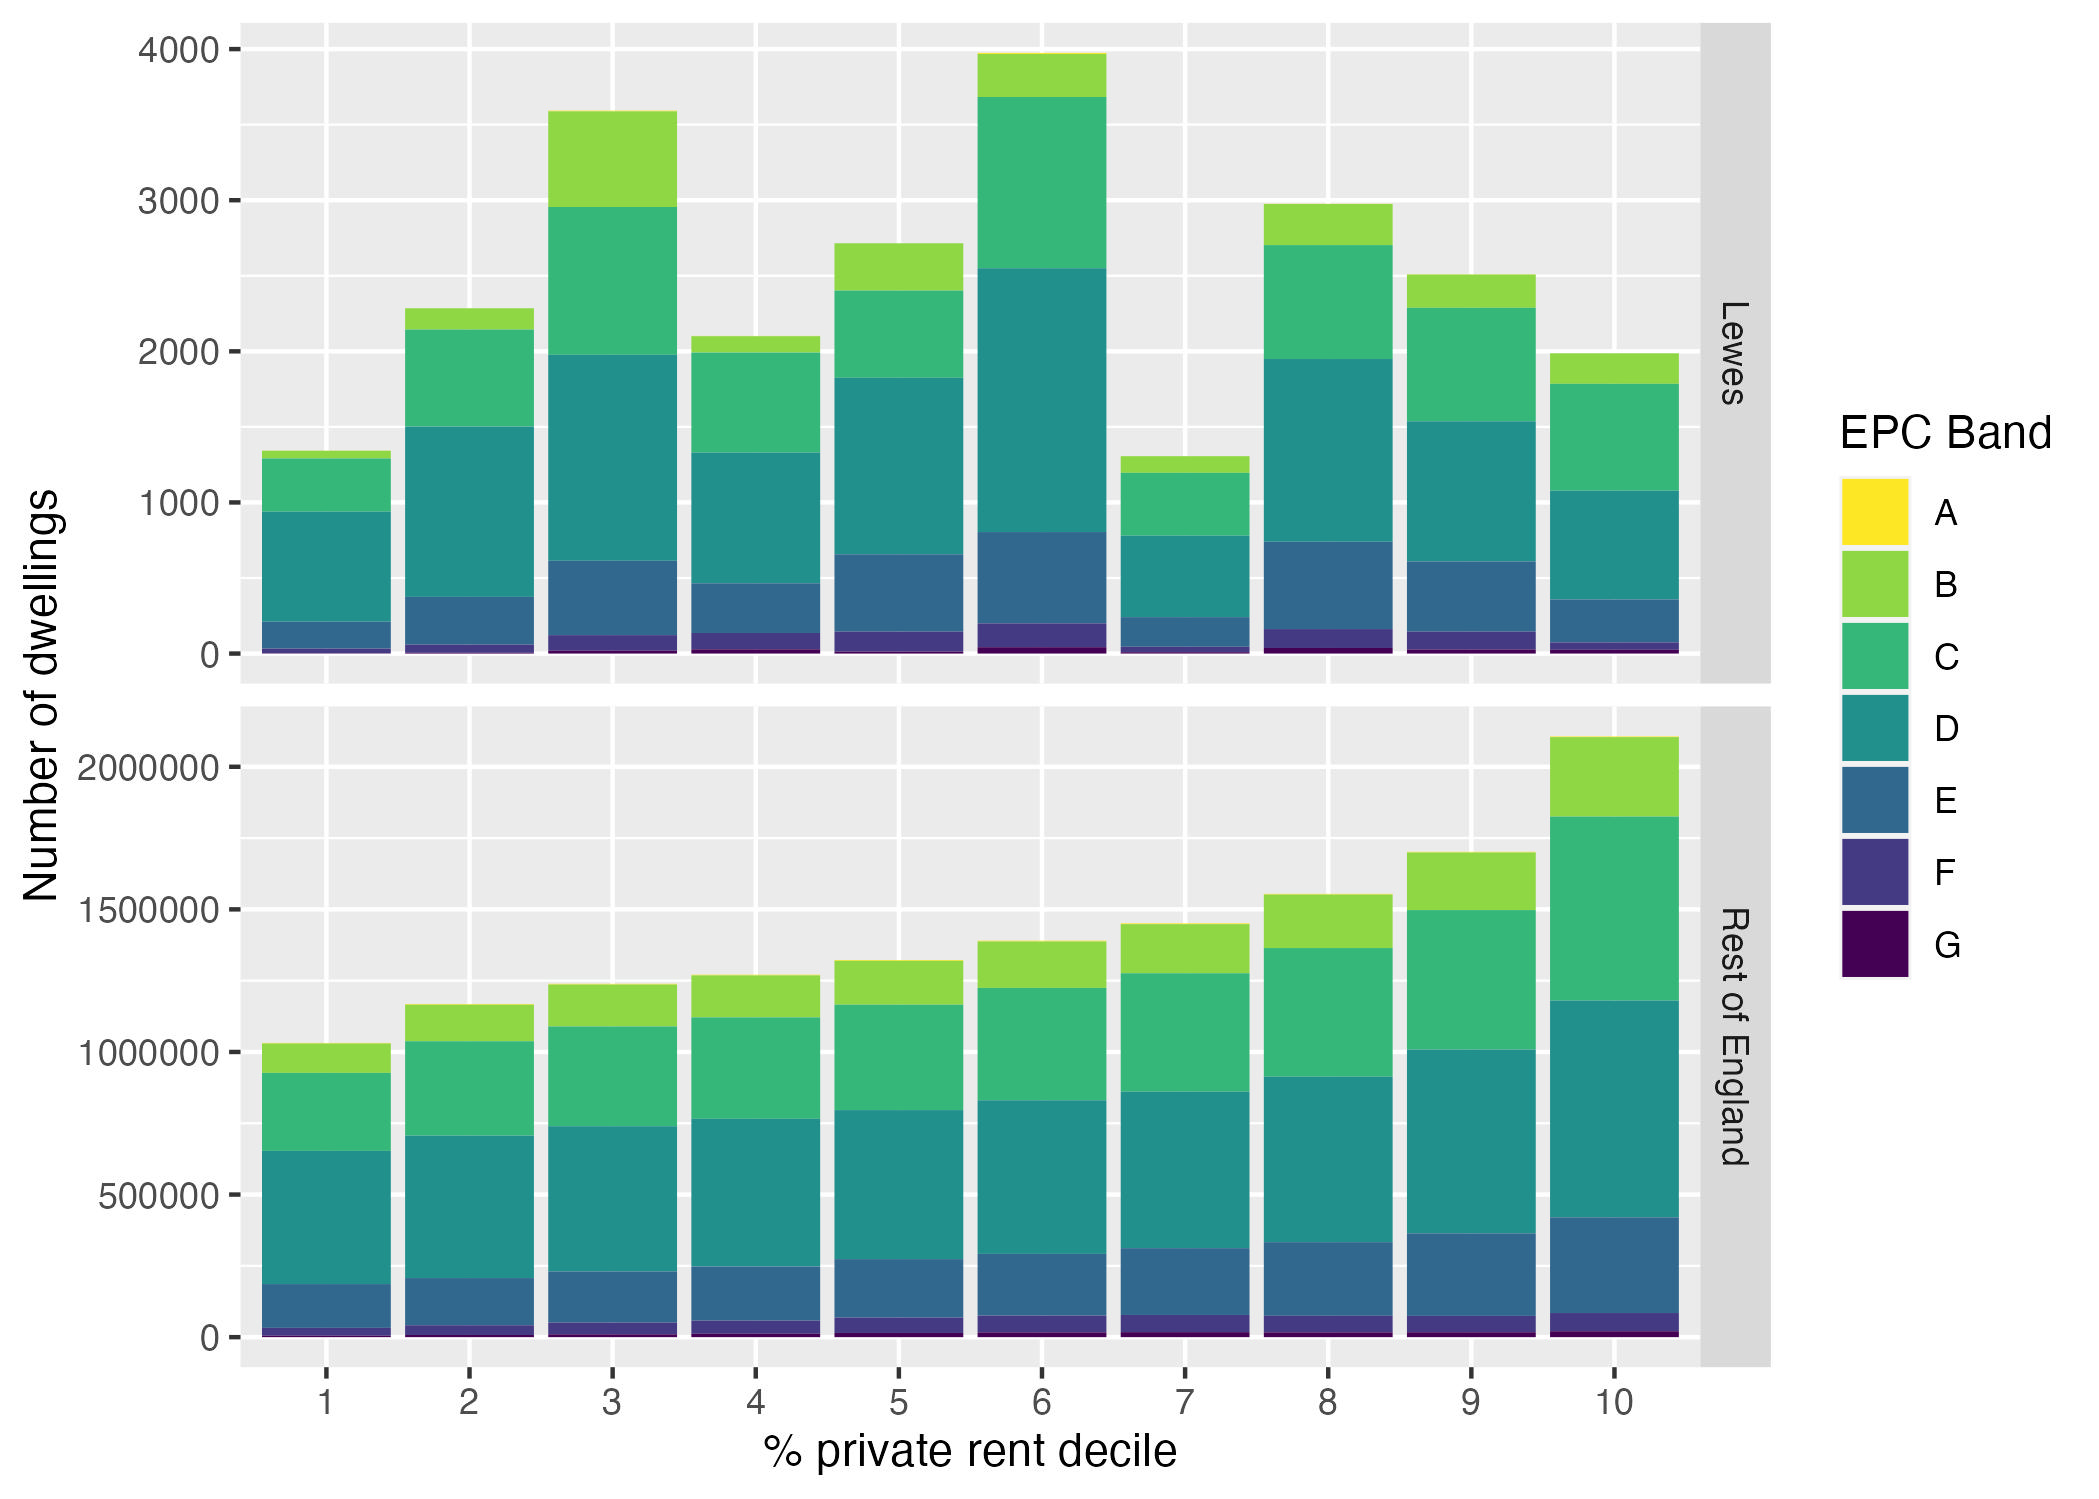 4000
3000
2000
1000
0
Lewes
2000000
1500000
1000000
500000
0
Rest of England
1 2 3 4 5 6 7 8 9 10
% private rent decile
Number of dwellings
EPC Band
A
B
C
D
E
F
G